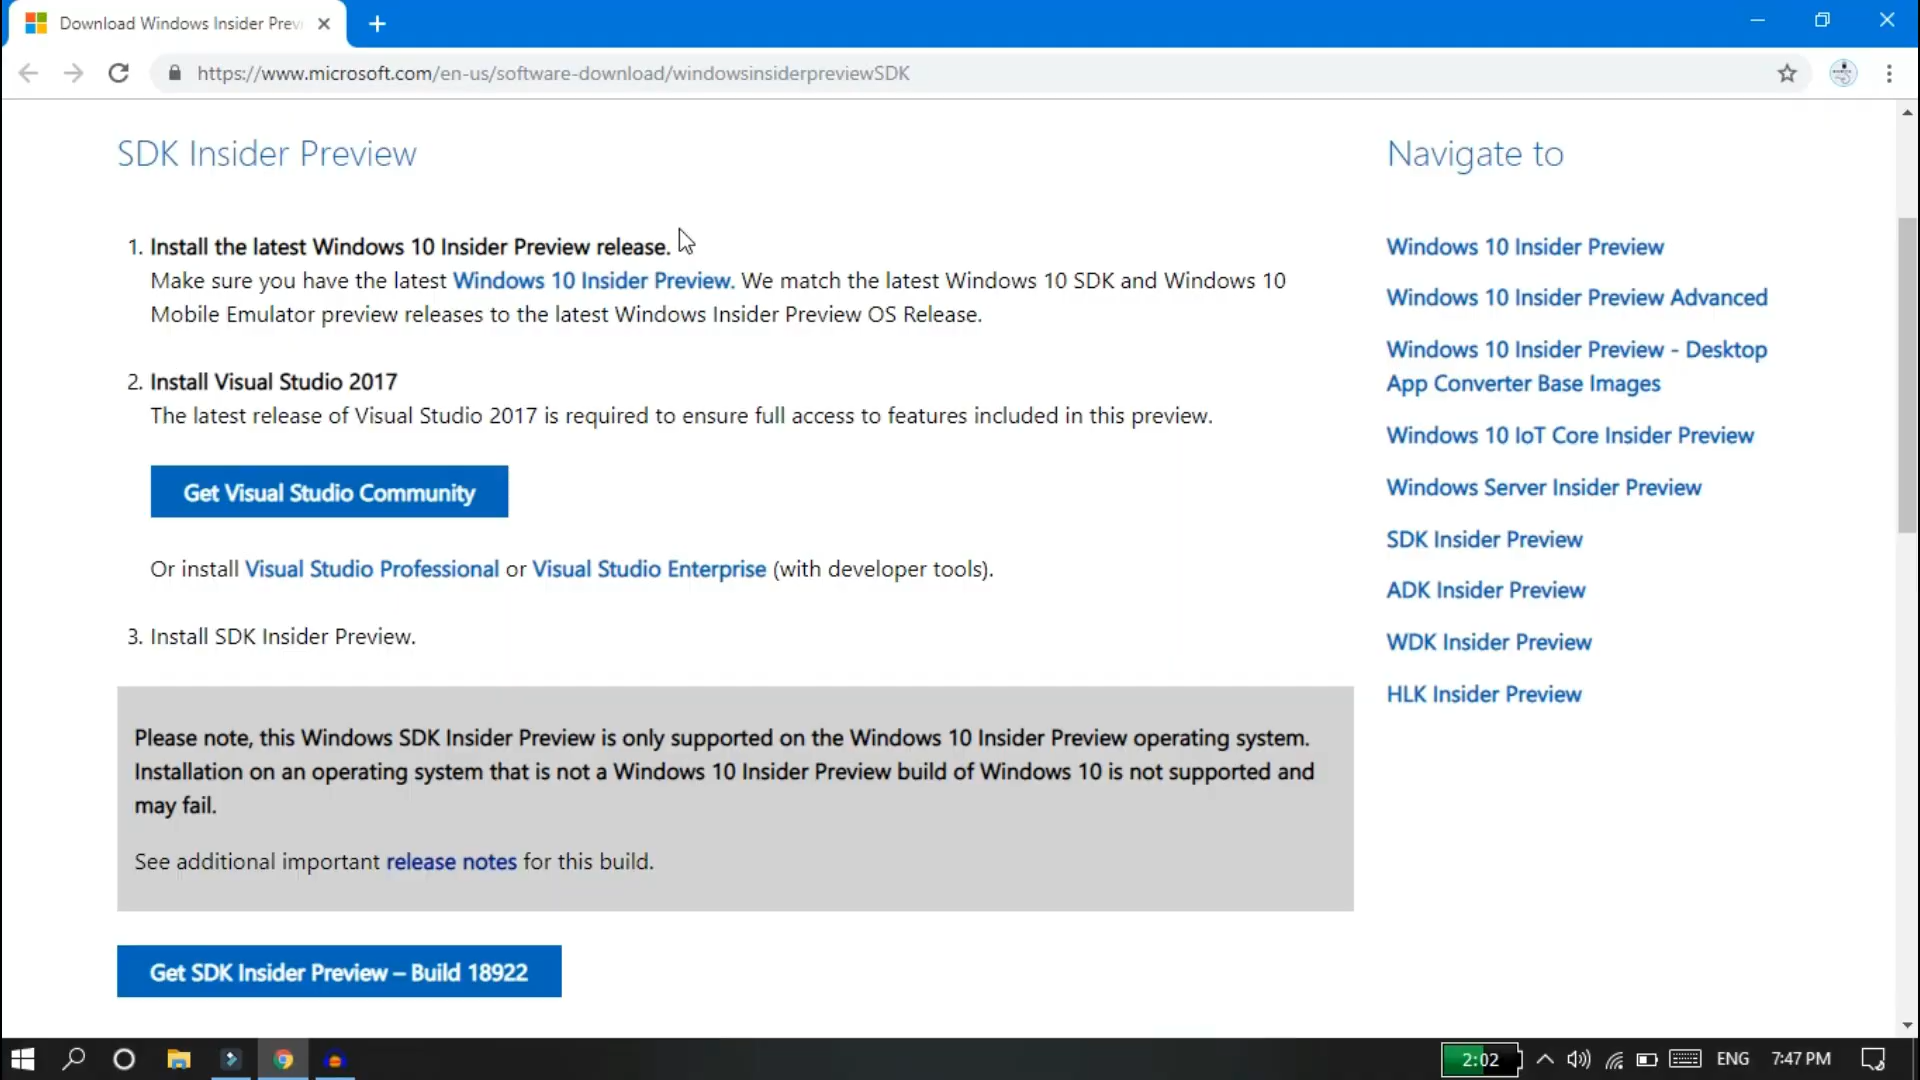 Download Windows Insider Prev
https://www.microsoft.com/en-us/software-download/windowsinsiderpreviewSDK
SDK Insider Preview
1. Install the latest Windows 10 Insider Preview release.
Make sure you have the latest Windows 10 Insider Preview. We match the latest Windows 10 SDK and Windows 10
Mobile Emulator preview releases to the latest Windows Insider Preview OS Release.
2. Install Visual Studio 2017
The latest release of Visual Studio 2017 is required to ensure full access to features included in this preview.
Get Visual Studio Community
Or install Visual Studio Professional or Visual Studio Enterprise (with developer tools).
3. Install SDK Insider Preview.
Please note, this Windows SDK Insider Preview is only supported on the Windows 10 Insider Preview operating system.
Installation on an operating system that is not a Windows 10 Insider Preview build of Windows 10 is not supported and
may fail.
See additional important release notes for this build.
Get SDK Insider Preview – Build 18922
Navigate to
Windows 10 Insider Preview
Windows 10 Insider Preview Advanced
Windows 10 Insider Preview - Desktop
App Converter Base Images
Windows 10 IoT Core Insider Preview
Windows Server Insider Preview
SDK Insider Preview
ADK Insider Preview
WDK Insider Preview
HLK Insider Preview
2:02
ENG
7:47 PM